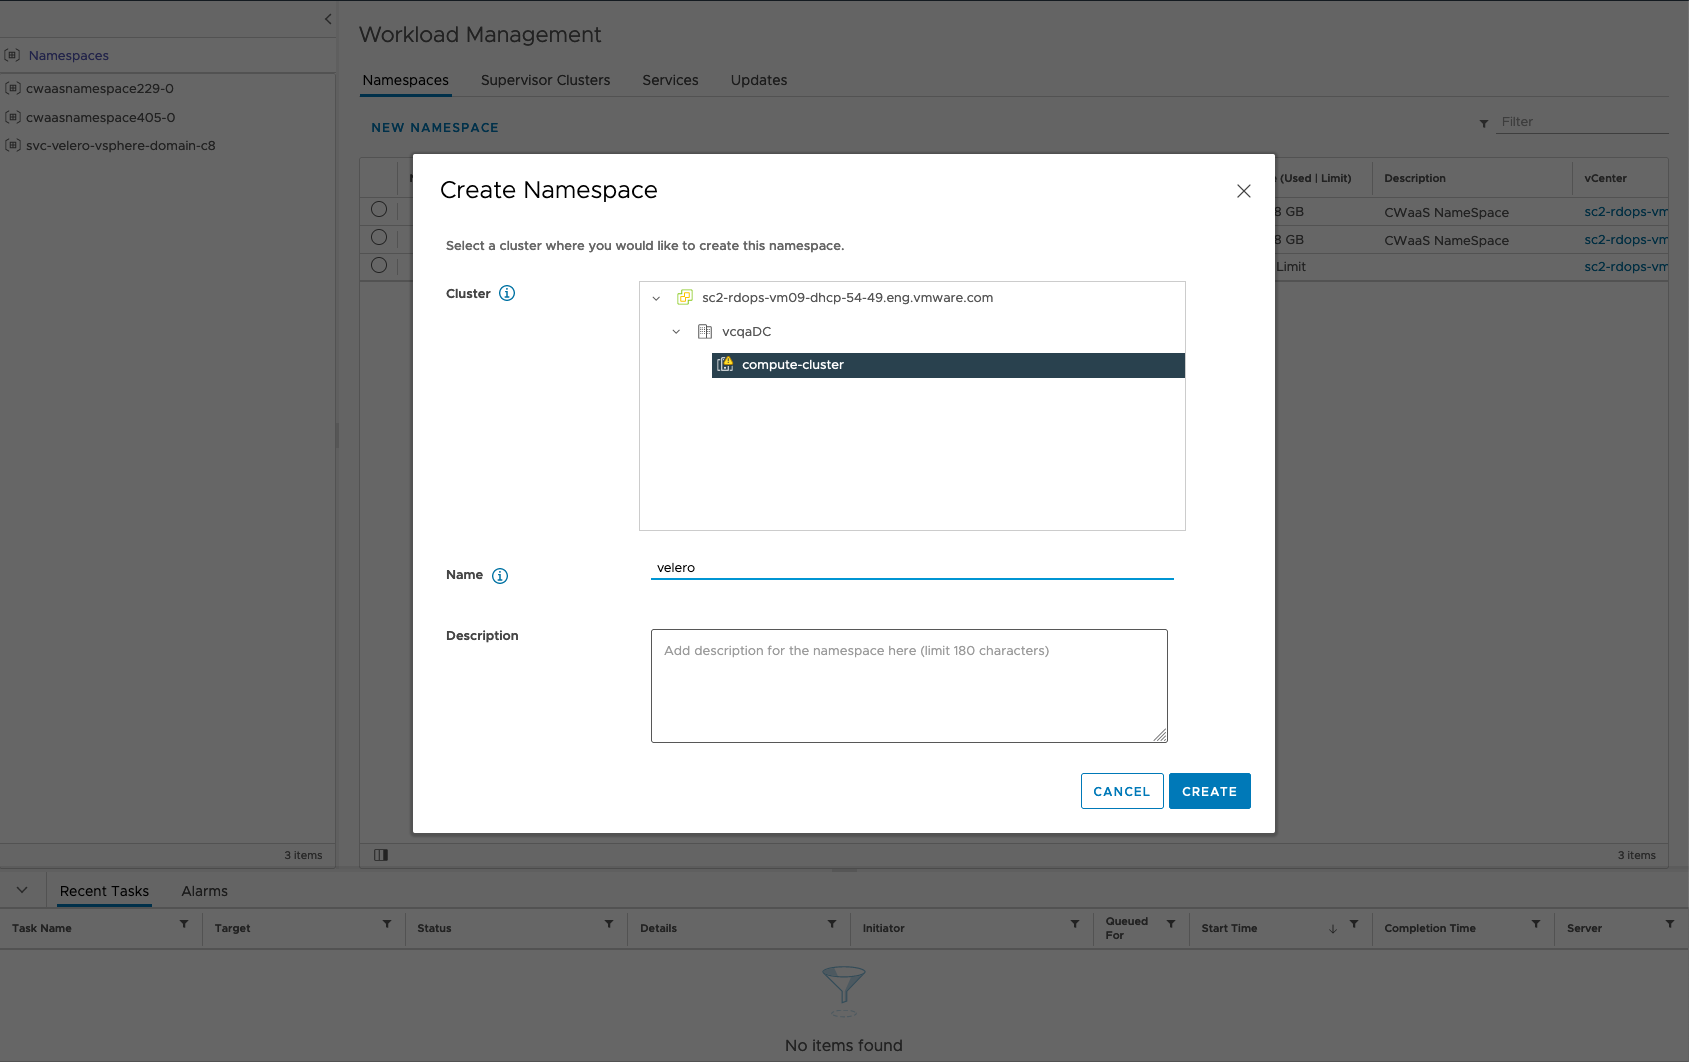 Workload Management
Namespaces
Namespaces Supervisor Clusters Services Updates
cwaasnamespace229-0
cwaasnamespace405-0
svc-velero-vsphere-domain-c8
NEW NAMESPACE
Filter
(Used | Limit) Description vCenter
8 GB CWaaS NameSpace sc2-rdops-vm
8 GB CWaaS NameSpace sc2-rdops-vm
Limit sc2-rdops-vm
Create Namespace
Select a cluster where you would like to create this namespace.
Cluster
sc2-rdops-vm09-dhcp-54-49.eng.vmware.com
vcqaDC
compute-cluster
Name
velero
Description
Add description for the namespace here (limit 180 characters)
CANCEL CREATE
3 items
3 items
Recent Tasks Alarms
Task Name Target Status Details Initiator Queued For Start Time Completion Time Server
No items found